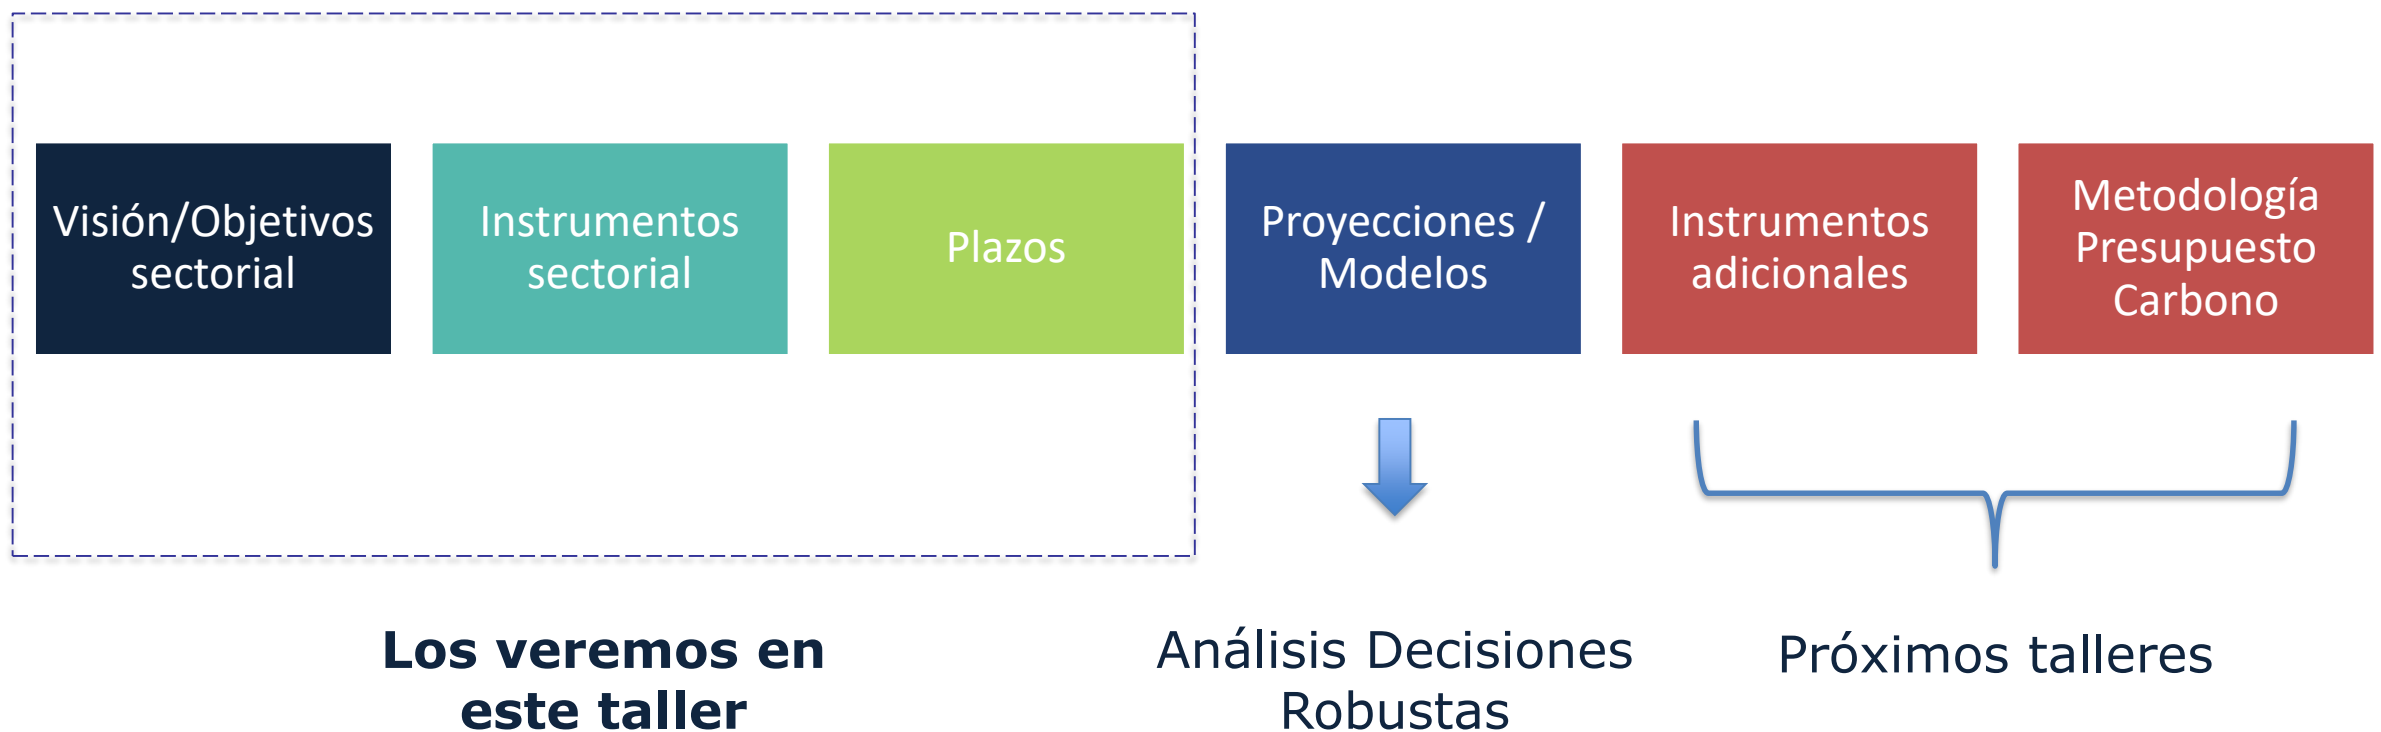 Visión/Objetivos
sectorial
Instrumentos
sectorial
Plazos
Proyecciones /
Modelos
Instrumentos
adicionales
Metodología
Presupuesto
Carbono
Los veremos en
este taller
Análisis Decisiones
Robustas
Próximos talleres